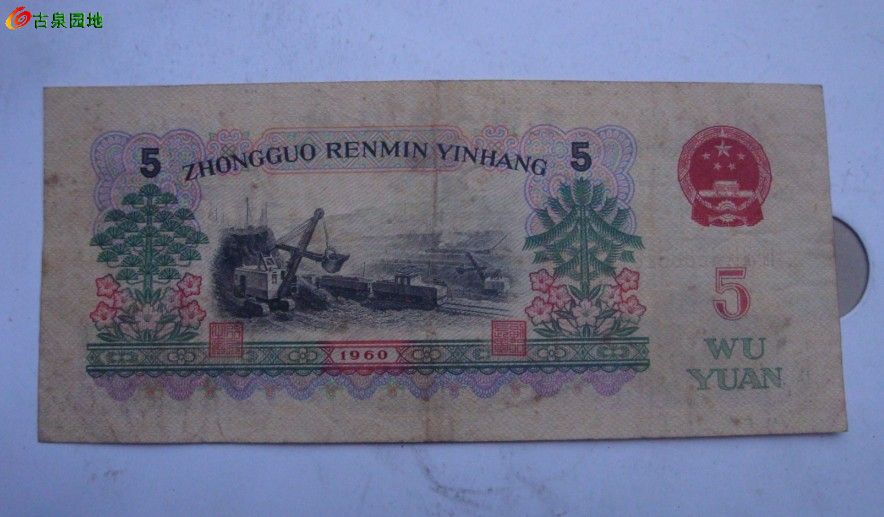 古泉园地
5 ZHONGGUO RENMIN YINHANG 5
5
1960
WU
YUAN